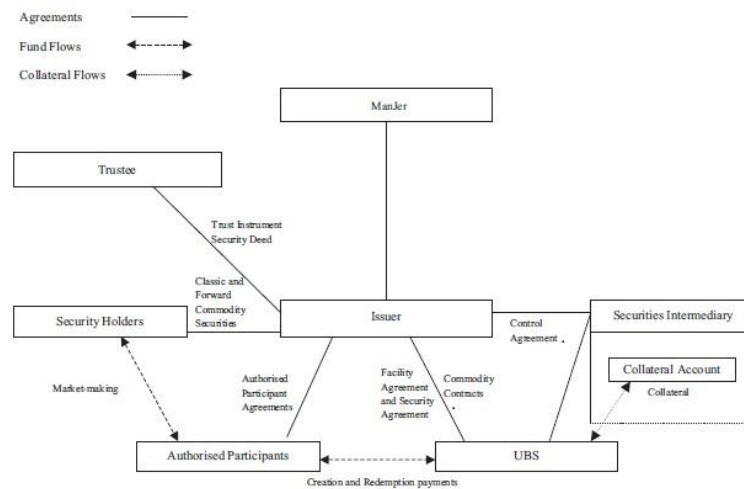 Agreements
Fund Flows
Collateral Flows
ManJer
Trustee
Trust Instrument
Security Deed
Classic and
Forward
Commodity
Securities
Security Holders
Issuer
Securities Intermediary
Control
Agreement .
Collateral Account
Collateral
Market-making
Authorised
Participant
Agreements
Facility
Agreement
and Security
Agreement
Commodity
Contracts
.
Authorised Participants
UBS
Creation and Redemption payments